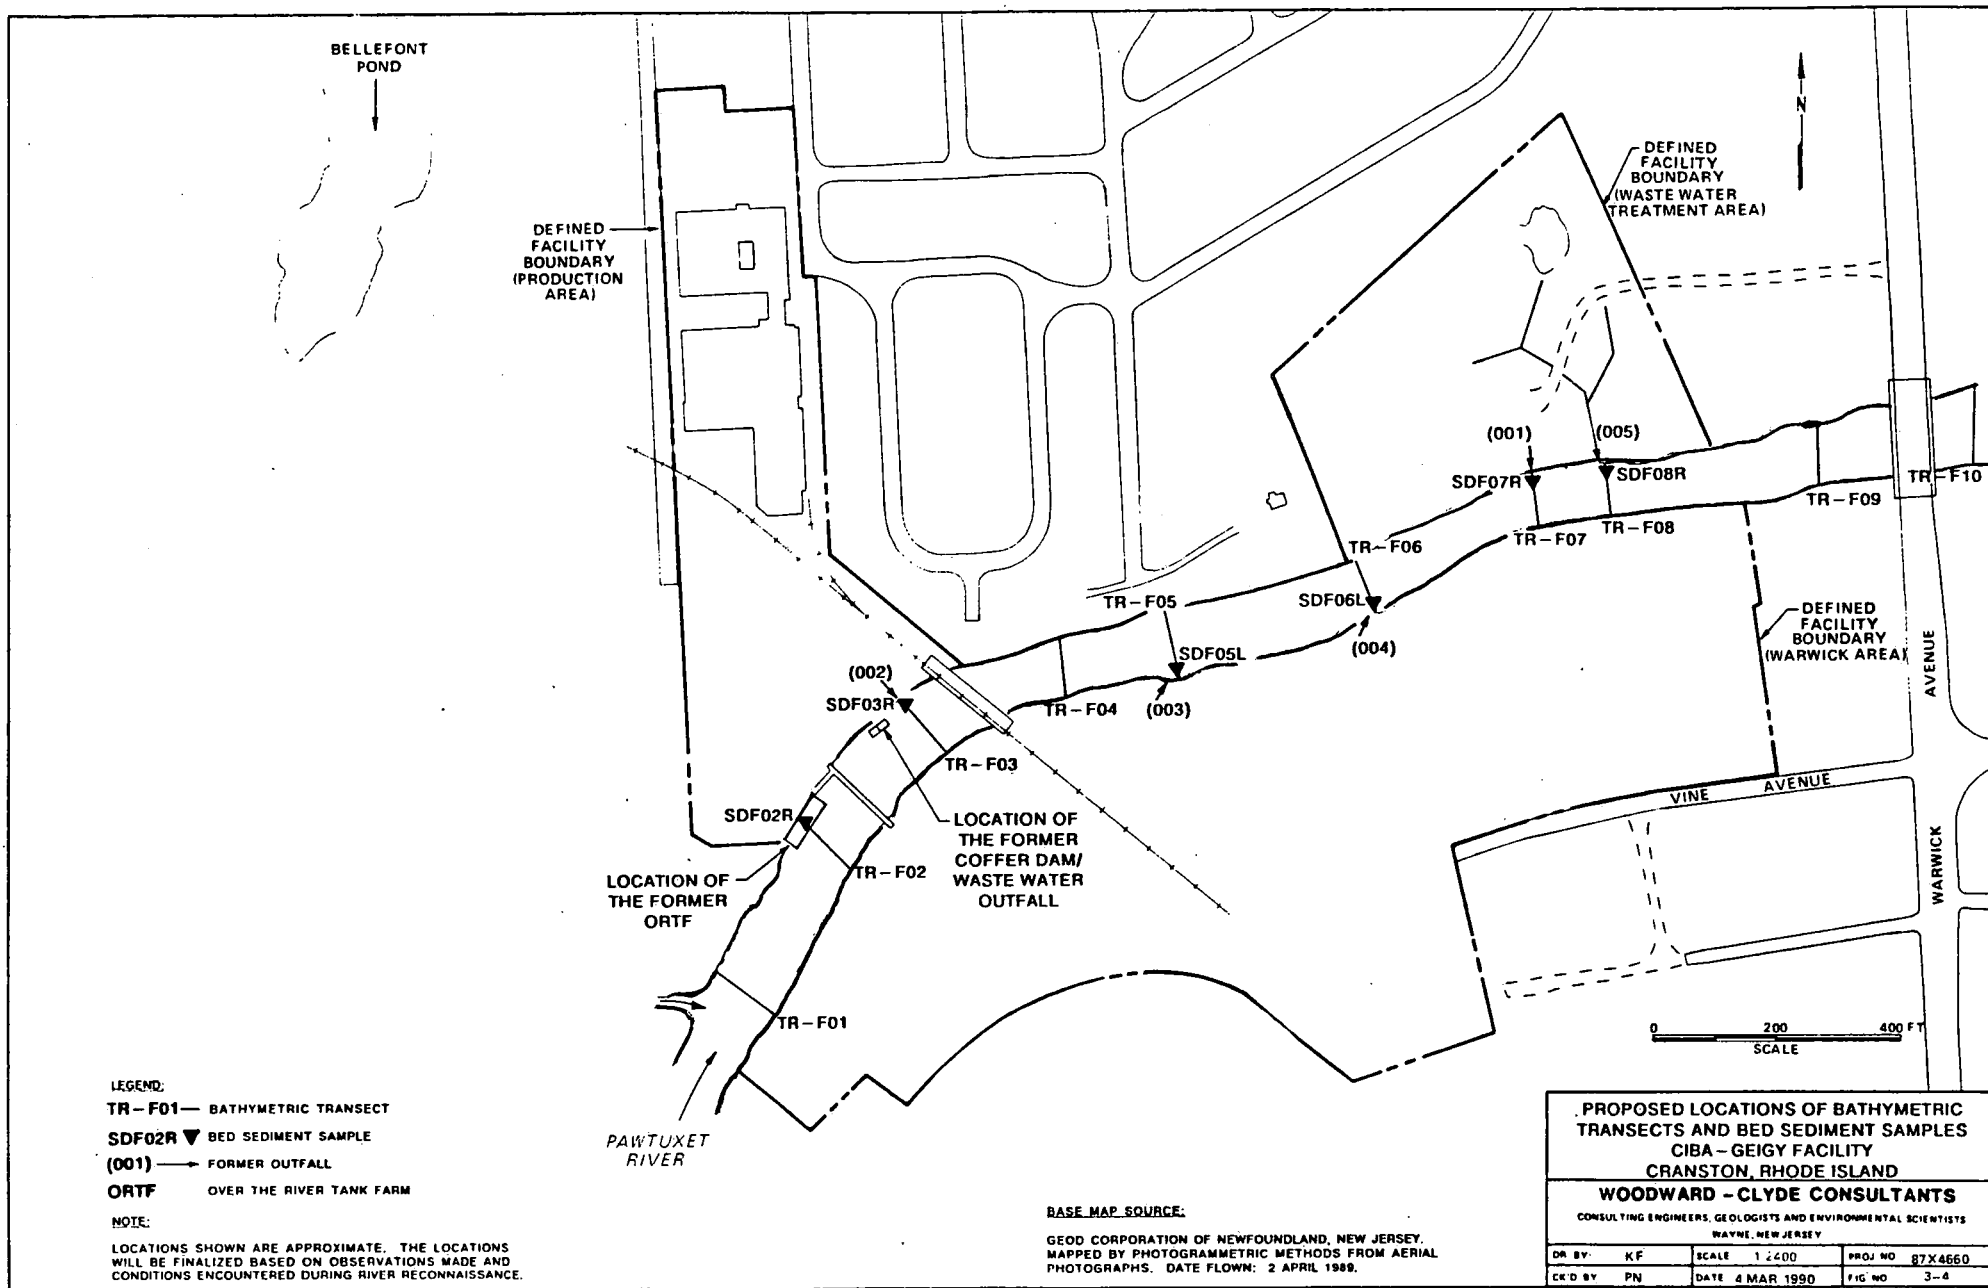 BELLEFONT
POND
N
DEFINED
FACILITY
BOUNDARY
(WASTE WATER
TREATMENT AREA)
DEFINED
FACILITY
BOUNDARY
(PRODUCTION
AREA)
(001)
(005)
SDF07R
SDF08R
TR-F10
TR-F09
TR-F08
TR-F07
TR-F06
TR-F05
SDF06L
(004)
DEFINED
FACILITY
BOUNDARY
(WARWICK AREA)
SDF05L
(003)
TR-F04
(002)
SDF03R
TR-F03
AVENUE
WARWICK
VINE AVENUE
SDF02R
TR-F02
LOCATION OF
THE FORMER
COFFER DAM/
WASTE WATER
OUTFALL
LOCATION OF
THE FORMER
ORTF
TR-F01
0 200 400 FT
SCALE
PAWTUXET
RIVER
LEGEND:
TR-F01— BATHYMETRIC TRANSECT
SDF02R ▼ BED SEDIMENT SAMPLE
(001) → FORMER OUTFALL
ORTF OVER THE RIVER TANK FARM
NOTE:
LOCATIONS SHOWN ARE APPROXIMATE. THE LOCATIONS
WILL BE FINALIZED BASED ON OBSERVATIONS MADE AND
CONDITIONS ENCOUNTERED DURING RIVER RECONNAISSANCE.
BASE MAP SOURCE:
GEOD CORPORATION OF NEWFOUNDLAND, NEW JERSEY.
MAPPED BY PHOTOGRAMMETRIC METHODS FROM AERIAL
PHOTOGRAPHS. DATE FLOWN: 2 APRIL 1989.
PROPOSED LOCATIONS OF BATHYMETRIC
TRANSECTS AND BED SEDIMENT SAMPLES
CIBA-GEIGY FACILITY
CRANSTON, RHODE ISLAND
WOODWARD-CLYDE CONSULTANTS
CONSULTING ENGINEERS, GEOLOGISTS AND ENVIRONMENTAL SCIENTISTS
WAYNE, NEW JERSEY
DR BY: KF SCALE 1:2400 PROJ NO 87X4660
CK'D BY PN DATE 4 MAR 1990 FIG NO 3-4